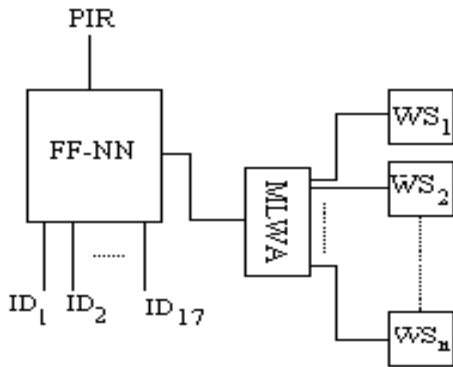 PIR
FF-NN
WS1
MLWA
WS2
ID1 ID2 ...... ID17
WSn